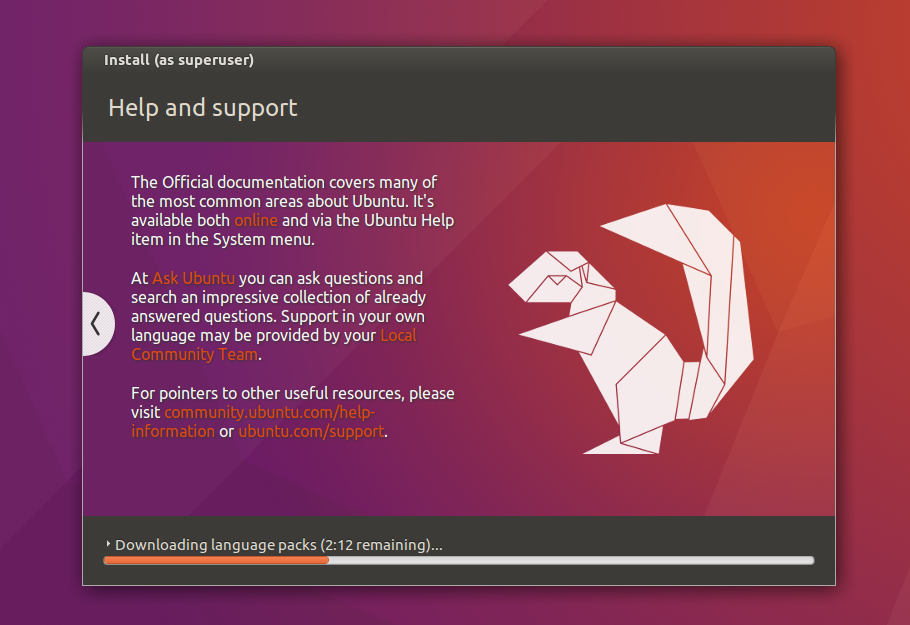 Install (as superuser)
Help and support
The Official documentation covers many of
the most common areas about Ubuntu. It's
available both online and via the Ubuntu Help
item in the System menu.
At Ask Ubuntu you can ask questions and
search an impressive collection of already
answered questions. Support in your own
language may be provided by your Local
Community Team.
For pointers to other useful resources, please
visit community.ubuntu.com/help-
information or ubuntu.com/support.
Downloading language packs (2:12 remaining)...